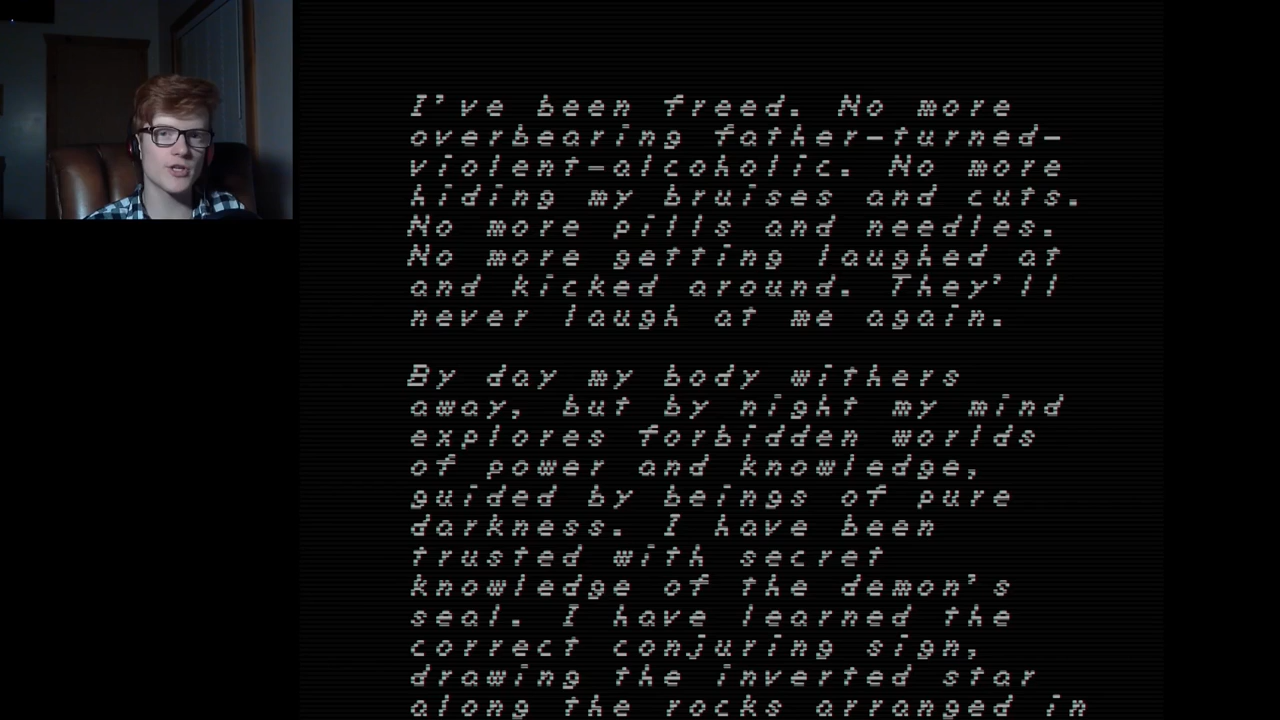 I've been freed. No more
overbearing father-turned-
violent-alcoholic. No more
hiding my bruises and cuts.
No more pills and needles.
No more getting laughed at
and kicked around. They'll
never laugh at me again.
By day my body withers
away, but by night my mind
explores forbidden worlds
of power and knowledge,
guided by beings of pure
darkness. I have been
trusted with secret
knowledge of the demon's
seal. I have learned the
correct conjuring sign,
drawing the inverted star
along the rocks arranged in